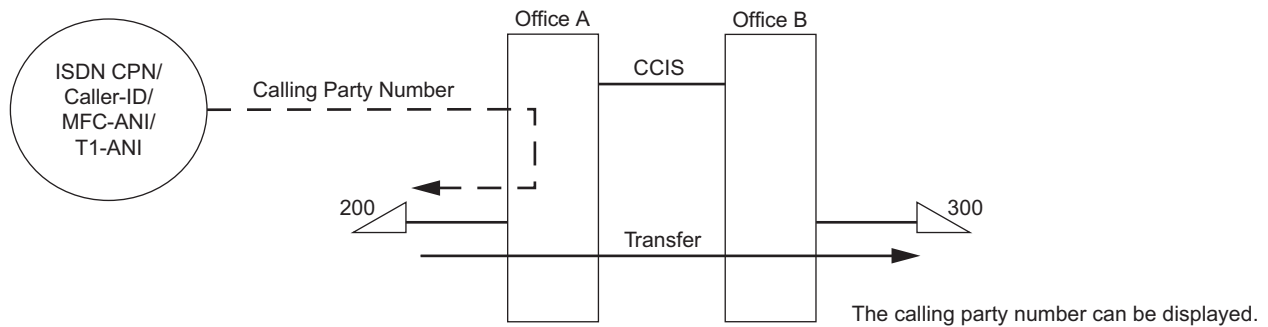 Office A
Office B
ISDN CPN/
Caller-ID/
MFC-ANI/
T1-ANI
Calling Party Number
CCIS
200
300
Transfer
The calling party number can be displayed.